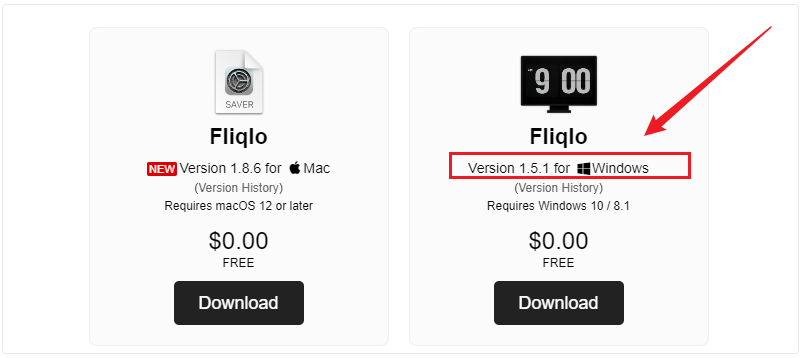 SAVER
Fliqlo
NEW Version 1.8.6 for Mac
(Version History)
Requires macOS 12 or later
$0.00
FREE
Download
9 00
Fliqlo
Version 1.5.1 for Windows
(Version History)
Requires Windows 10 / 8.1
$0.00
FREE
Download